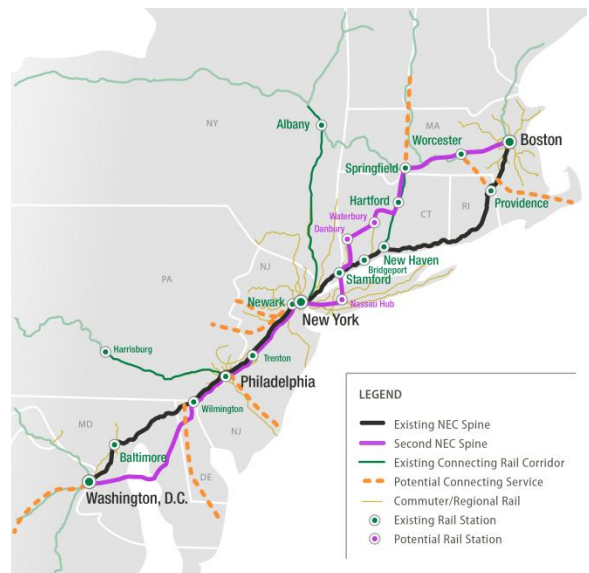 NY
Albany
MA
Worcester
Boston
Springfield
Hartford
Waterbury
CT
RI
Providence
Danbury
New Haven
Bridgeport
Stamford
PA
NJ
Newark
New York
Nassau Hub
Harrisburg
Trenton
Philadelphia
Wilmington
MD
NJ
Baltimore
DE
Washington, D.C.
LEGEND
Existing NEC Spine
Second NEC Spine
Existing Connecting Rail Corridor
Potential Connecting Service
Commuter/Regional Rail
Existing Rail Station
Potential Rail Station